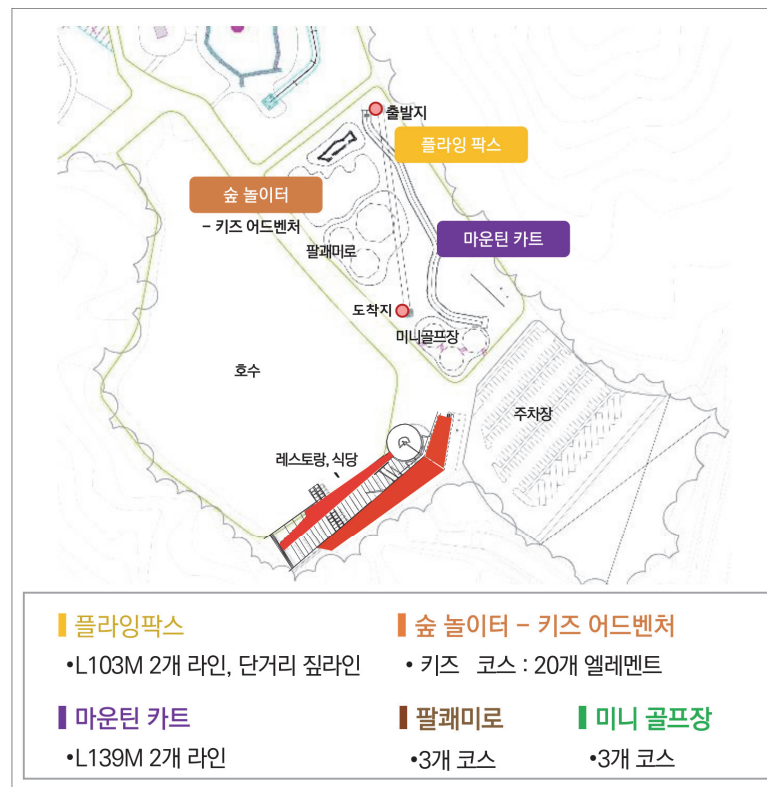 출발지
플라잉 팍스
숲 놀이터
- 키즈 어드벤처
마운틴 카트
팔괘미로
도착지
미니골프장
호수
주차장
레스토랑, 식당
플라잉팍스
•L103M 2개 라인, 단거리 짚라인
숲 놀이터 – 키즈 어드벤처
• 키즈 코스 : 20개 엘레멘트
마운틴 카트
•L139M 2개 라인
팔괘미로
•3개 코스
미니 골프장
•3개 코스